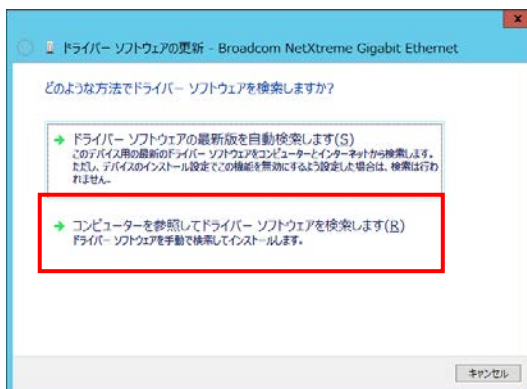 ドライバー ソフトウェアの更新 - Broadcom NetXtreme Gigabit Ethernet
どのような方法でドライバー ソフトウェアを検索しますか?
ドライバー ソフトウェアの最新版を自動検索します(S)
このデバイス用の最新のドライバー ソフトウェアをコンピューターとインターネットから検索します。
ただし、デバイスのインストール設定でこの機能を無効にするよう設定した場合は、検索は行わ
れません。
コンピューターを参照してドライバー ソフトウェアを検索します(R)
ドライバー ソフトウェアを手動で検索してインストールします。
キャンセル